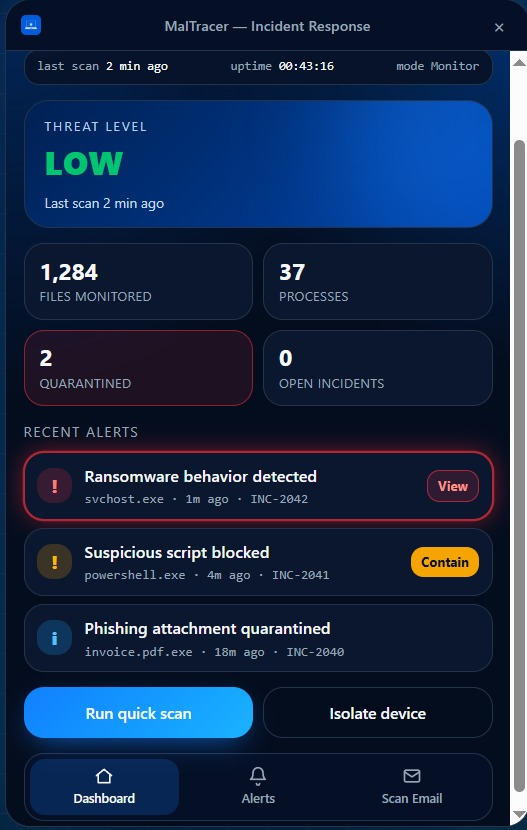 MalTracer — Incident Response
last scan 2 min ago uptime 00:43:16 mode Monitor
THREAT LEVEL
LOW
Last scan 2 min ago
1,284 37
FILES MONITORED PROCESSES
2 0
QUARANTINED OPEN INCIDENTS
RECENT ALERTS
Ransomware behavior detected
svchost.exe · 1m ago · INC-2042
View
Suspicious script blocked
powershell.exe · 4m ago · INC-2041
Contain
Phishing attachment quarantined
invoice.pdf.exe · 18m ago · INC-2040
Run quick scan Isolate device
Dashboard Alerts Scan Email